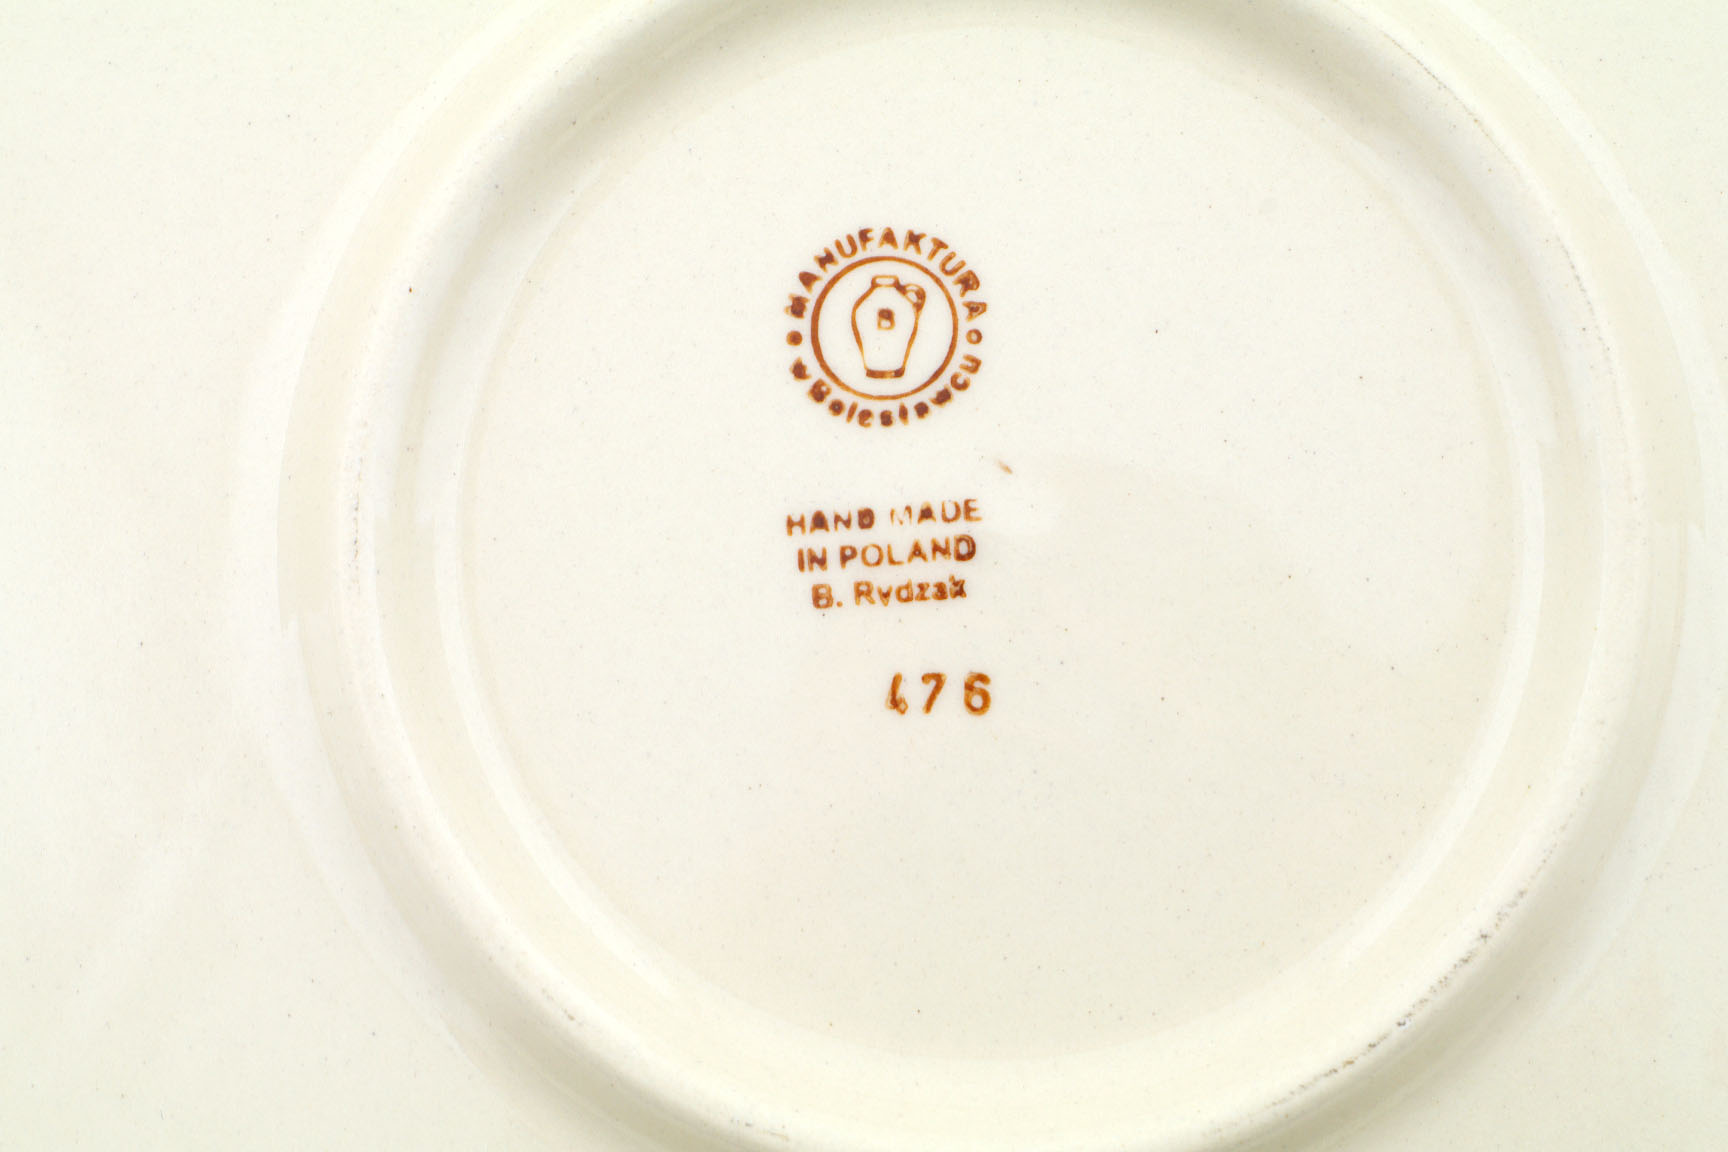 MANUFAKTURA
w Bolesławcu
B
HAND MADE
IN POLAND
B. Rydzak
476